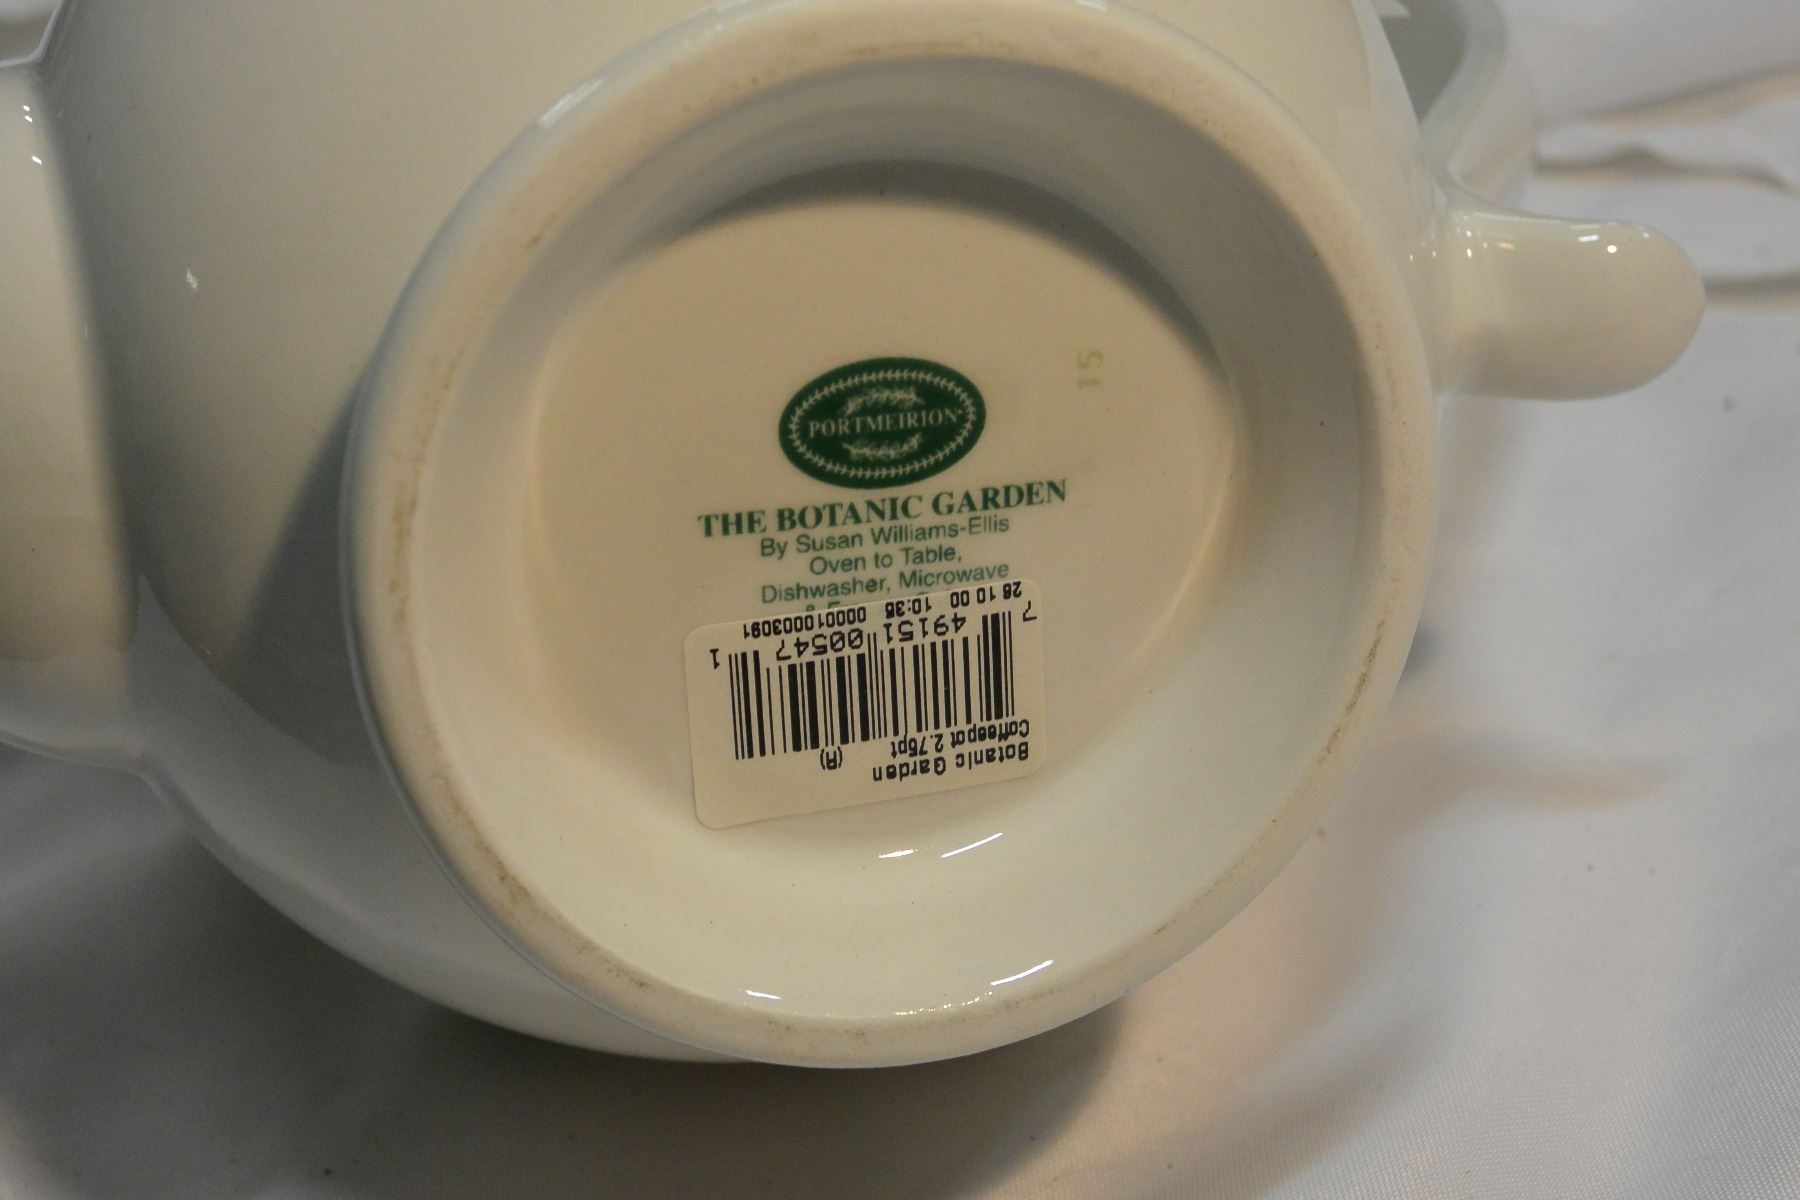 PORTMEIRION
15
THE BOTANIC GARDEN
By Susan Williams-Ellis
Oven to Table,
Dishwasher, Microwave
&
Botanic Garden
Coffeepot 2.75pt (A)
7 49151 00547 1
26 10 00 10:36 000010003091